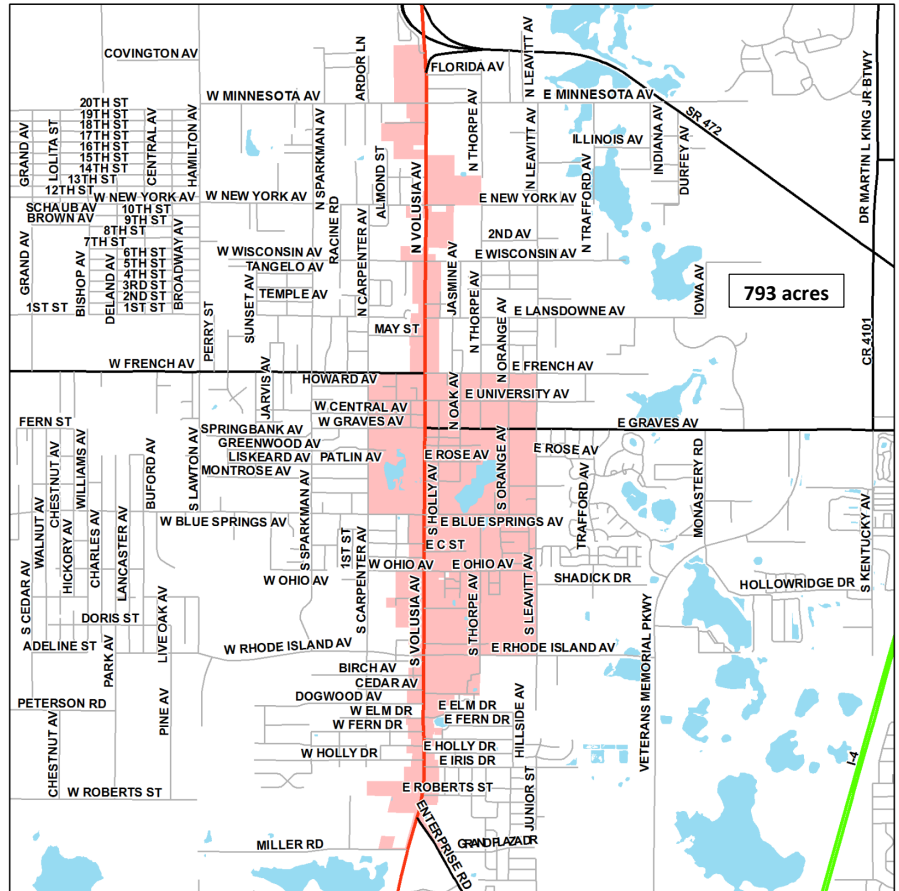 COVINGTON AV
ARDOR LN
FLORIDA AV
N LEAVITT AV
W MINNESOTA AV
E MINNESOTA AV
SR 472
DR MARTIN L KING JR BTWY
20TH ST
19TH ST
18TH ST
17TH ST
16TH ST
15TH ST
14TH ST
13TH ST
12TH ST
GRAND AV
LOLITA ST
CENTRAL AV
HAMILTON AV
N SPARKMAN AV
ALMOND ST
N THORPE AV
N LEAVITT AV
ILLINOIS AV
INDIANA AV
DURFEY AV
W NEW YORK AV
W NEW YORK AV
E NEW YORK AV
N TRAFFORD AV
SCHAUB AV
BROWN AV
10TH ST
9TH ST
8TH ST
7TH ST
6TH ST
5TH ST
4TH ST
3RD ST
2ND ST
1ST ST
1ST ST
GRAND AV
BISHOP AV
DELAND AV
BROADWAY AV
PERRY ST
RACINE RD
N CARPENTER AV
N VOLUSIA AV
JASMINE AV
2ND AV
W WISCONSIN AV
E WISCONSIN AV
TANGELO AV
TEMPLE AV
SUNSET AV
N THORPE AV
N ORANGE AV
IOWA AV
793 acres
E LANSDOWNE AV
MAY ST
CR 4101
W FRENCH AV
E FRENCH AV
JARVIS AV
HOWARD AV
E UNIVERSITY AV
N OAK AV
W CENTRAL AV
W GRAVES AV
E GRAVES AV
FERN ST
SPRINGBANK AV
GREENWOOD AV
LISKEARD AV
PATLIN AV
MONTROSE AV
E ROSE AV
E ROSE AV
S ORANGE AV
S HOLLY AV
TRAFFORD AV
MONASTERY RD
S KENTUCKY AV
WALNUT AV
CHESTNUT AV
WILLIAMS AV
BUFORD AV
S LAWTON AV
S SPARKMAN AV
W BLUE SPRINGS AV
E BLUE SPRINGS AV
HICKORY AV
CHARLES AV
LANCASTER AV
1ST ST
S CARPENTER AV
E C ST
W OHIO AV
W OHIO AV
E OHIO AV
SHADICK DR
HOLLOWRIDGE DR
S CEDAR AV
DORIS ST
LIVE OAK AV
S VOLUSIA AV
S THORPE AV
S LEAVITT AV
ADELINE ST
PARK AV
W RHODE ISLAND AV
E RHODE ISLAND AV
VETERANS MEMORIAL PKWY
BIRCH AV
CEDAR AV
DOGWOOD AV
PETERSON RD
PINE AV
W ELM DR
E ELM DR
W FERN DR
E FERN DR
HILLSIDE AV
CHESTNUT AV
W HOLLY DR
E HOLLY DR
E IRIS DR
I-4
W ROBERTS ST
E ROBERTS ST
JUNIOR ST
ENTERPRISE RD
MILLER RD
GRAND PLAZA DR